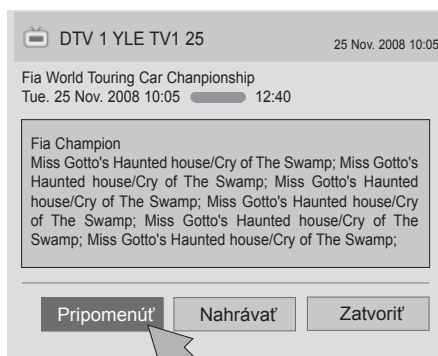 DTV 1 YLE TV1 25
25 Nov. 2008 10:05
Fia World Touring Car Chanpionship
Tue. 25 Nov. 2008 10:05 12:40
Fia Champion
Miss Gotto's Haunted house/Cry of The Swamp; Miss Gotto's
Haunted house/Cry of The Swamp; Miss Gotto's Haunted
house/Cry of The Swamp; Miss Gotto's Haunted house/Cry
of The Swamp; Miss Gotto's Haunted house/Cry of The
Swamp; Miss Gotto's Haunted house/Cry of The Swamp;
Pripomenúť Nahrávať Zatvoriť